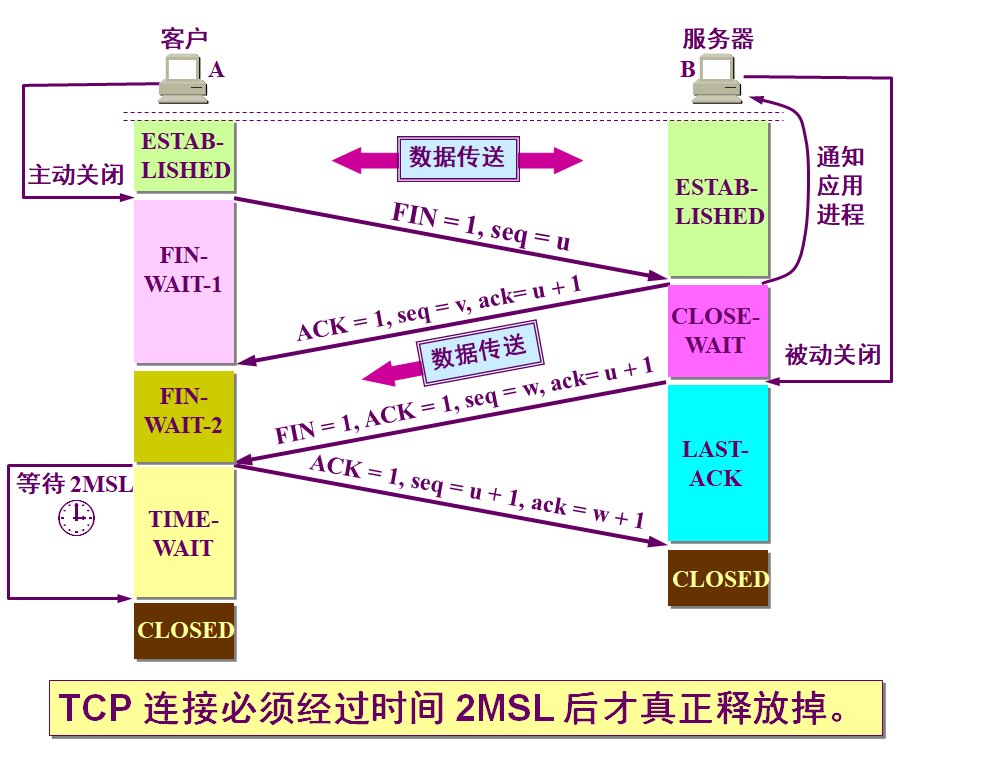 客户
A
服务器
B
ESTAB-
LISHED
数据传送
主动关闭
通知
应用
进程
ESTAB-
LISHED
FIN = 1, seq = u
FIN-
WAIT-1
ACK = 1, seq = v, ack= u + 1
CLOSE-
WAIT
数据传送
被动关闭
FIN-
WAIT-2
FIN = 1, ACK = 1, seq = w, ack= u + 1
LAST-
ACK
等待 2MSL
ACK = 1, seq = u + 1, ack = w + 1
TIME-
WAIT
CLOSED
CLOSED
TCP 连接必须经过时间 2MSL 后才真正释放掉。